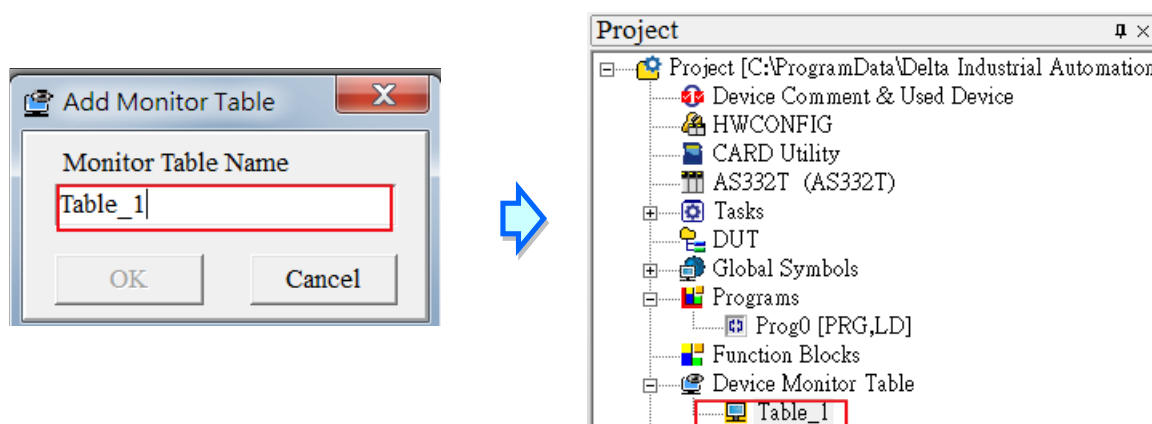 Add Monitor Table
Monitor Table Name
Table_1
OK
Cancel
Project
Project [C:\ProgramData\Delta Industrial Automation
Device Comment & Used Device
HWCONFIG
CARD Utility
AS332T (AS332T)
Tasks
DUT
Global Symbols
Programs
Prog0 [PRG,LD]
Function Blocks
Device Monitor Table
Table_1